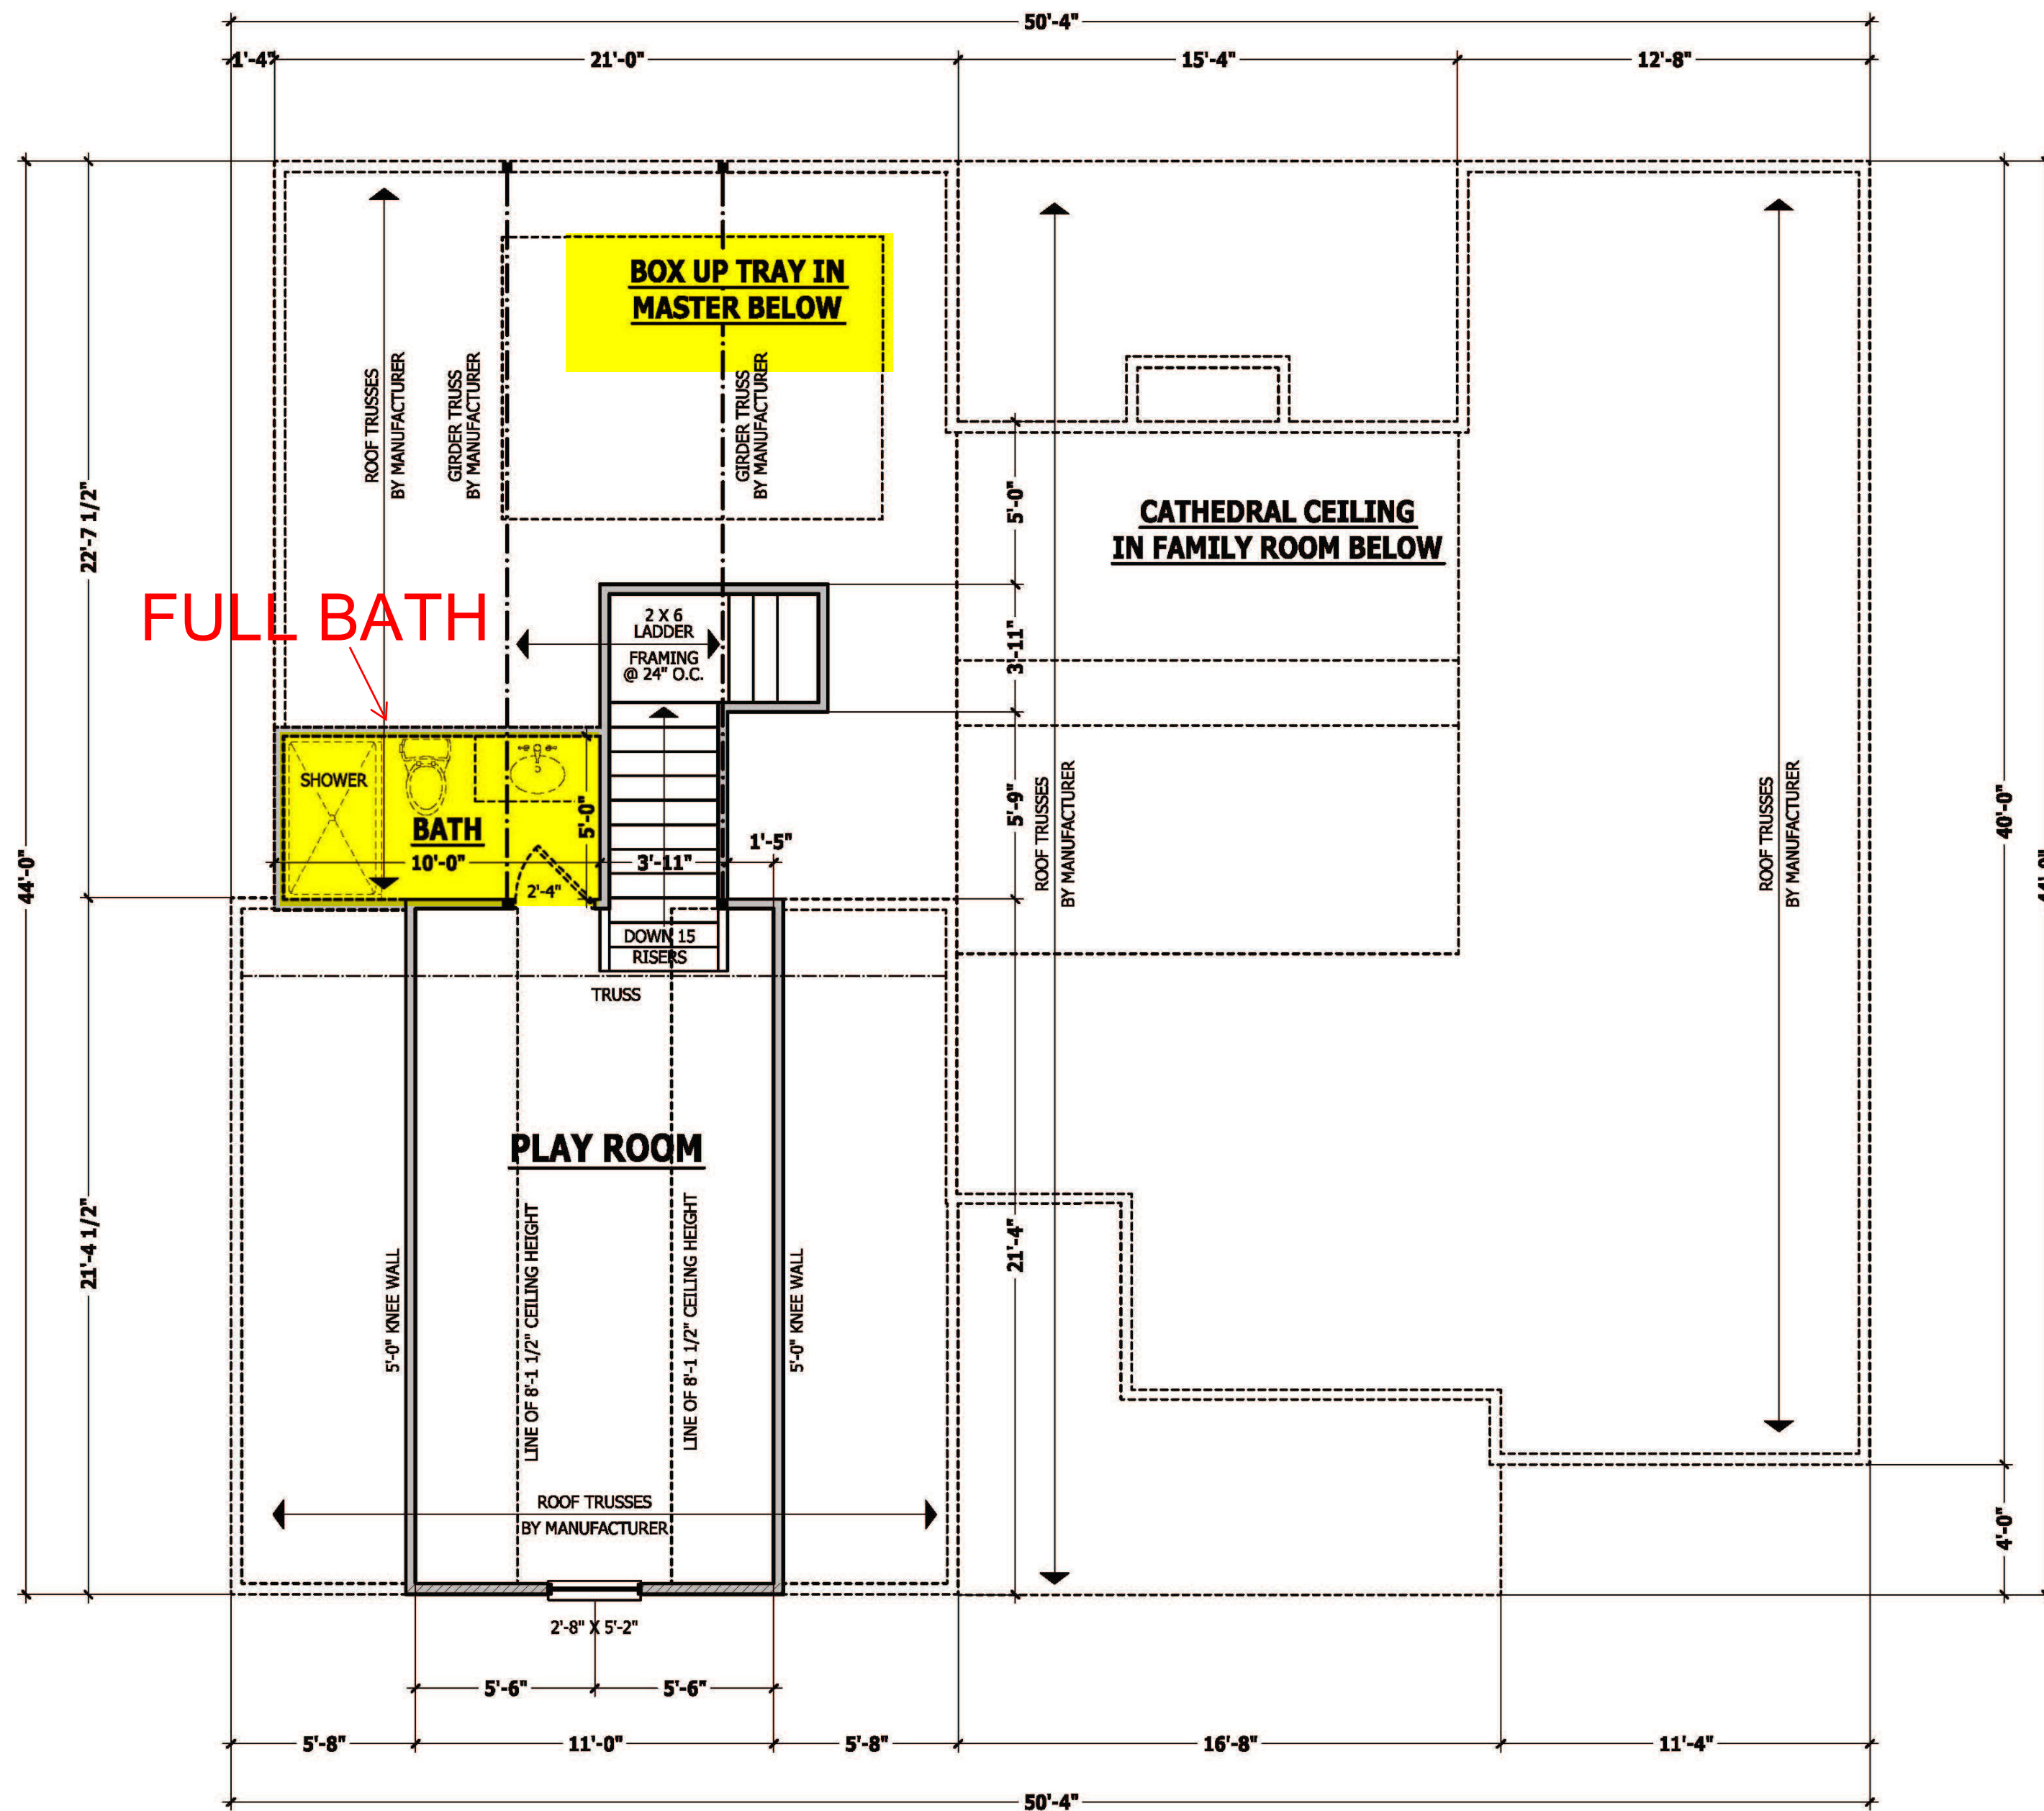 50'-4"
1'-4"
21'-0"
15'-4"
12'-8"
BOX UP TRAY IN
MASTER BELOW
ROOF TRUSSES
BY MANUFACTURER
GIRDER TRUSS
BY MANUFACTURER
GIRDER TRUSS
BY MANUFACTURER
22'-7 1/2"
5'-0"
CATHEDRAL CEILING
IN FAMILY ROOM BELOW
FULL BATH
2 X 6
LADDER
FRAMING
@ 24" O.C.
3'-11"
SHOWER
BATH
5'-0"
10'-0"
3'-11"
1'-5"
2'-4"
5'-9"
ROOF TRUSSES
BY MANUFACTURER
ROOF TRUSSES
BY MANUFACTURER
40'-0"
44'-0"
44'-0"
DOWN 15
RISERS
TRUSS
PLAY ROOM
21'-4 1/2"
5'-0" KNEE WALL
LINE OF 8'-1 1/2" CEILING HEIGHT
LINE OF 8'-1 1/2" CEILING HEIGHT
5'-0" KNEE WALL
21'-4"
ROOF TRUSSES
BY MANUFACTURER
4'-0"
2'-8" X 5'-2"
5'-6"
5'-6"
5'-8"
11'-0"
5'-8"
16'-8"
11'-4"
50'-4"